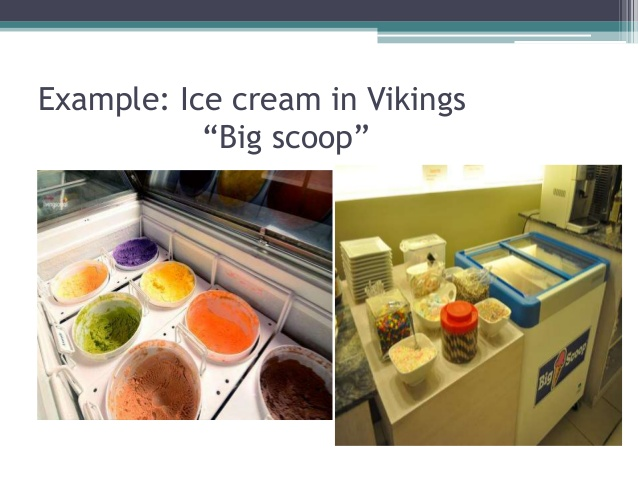 Example: Ice cream in Vikings
“Big scoop”
Big Scoop